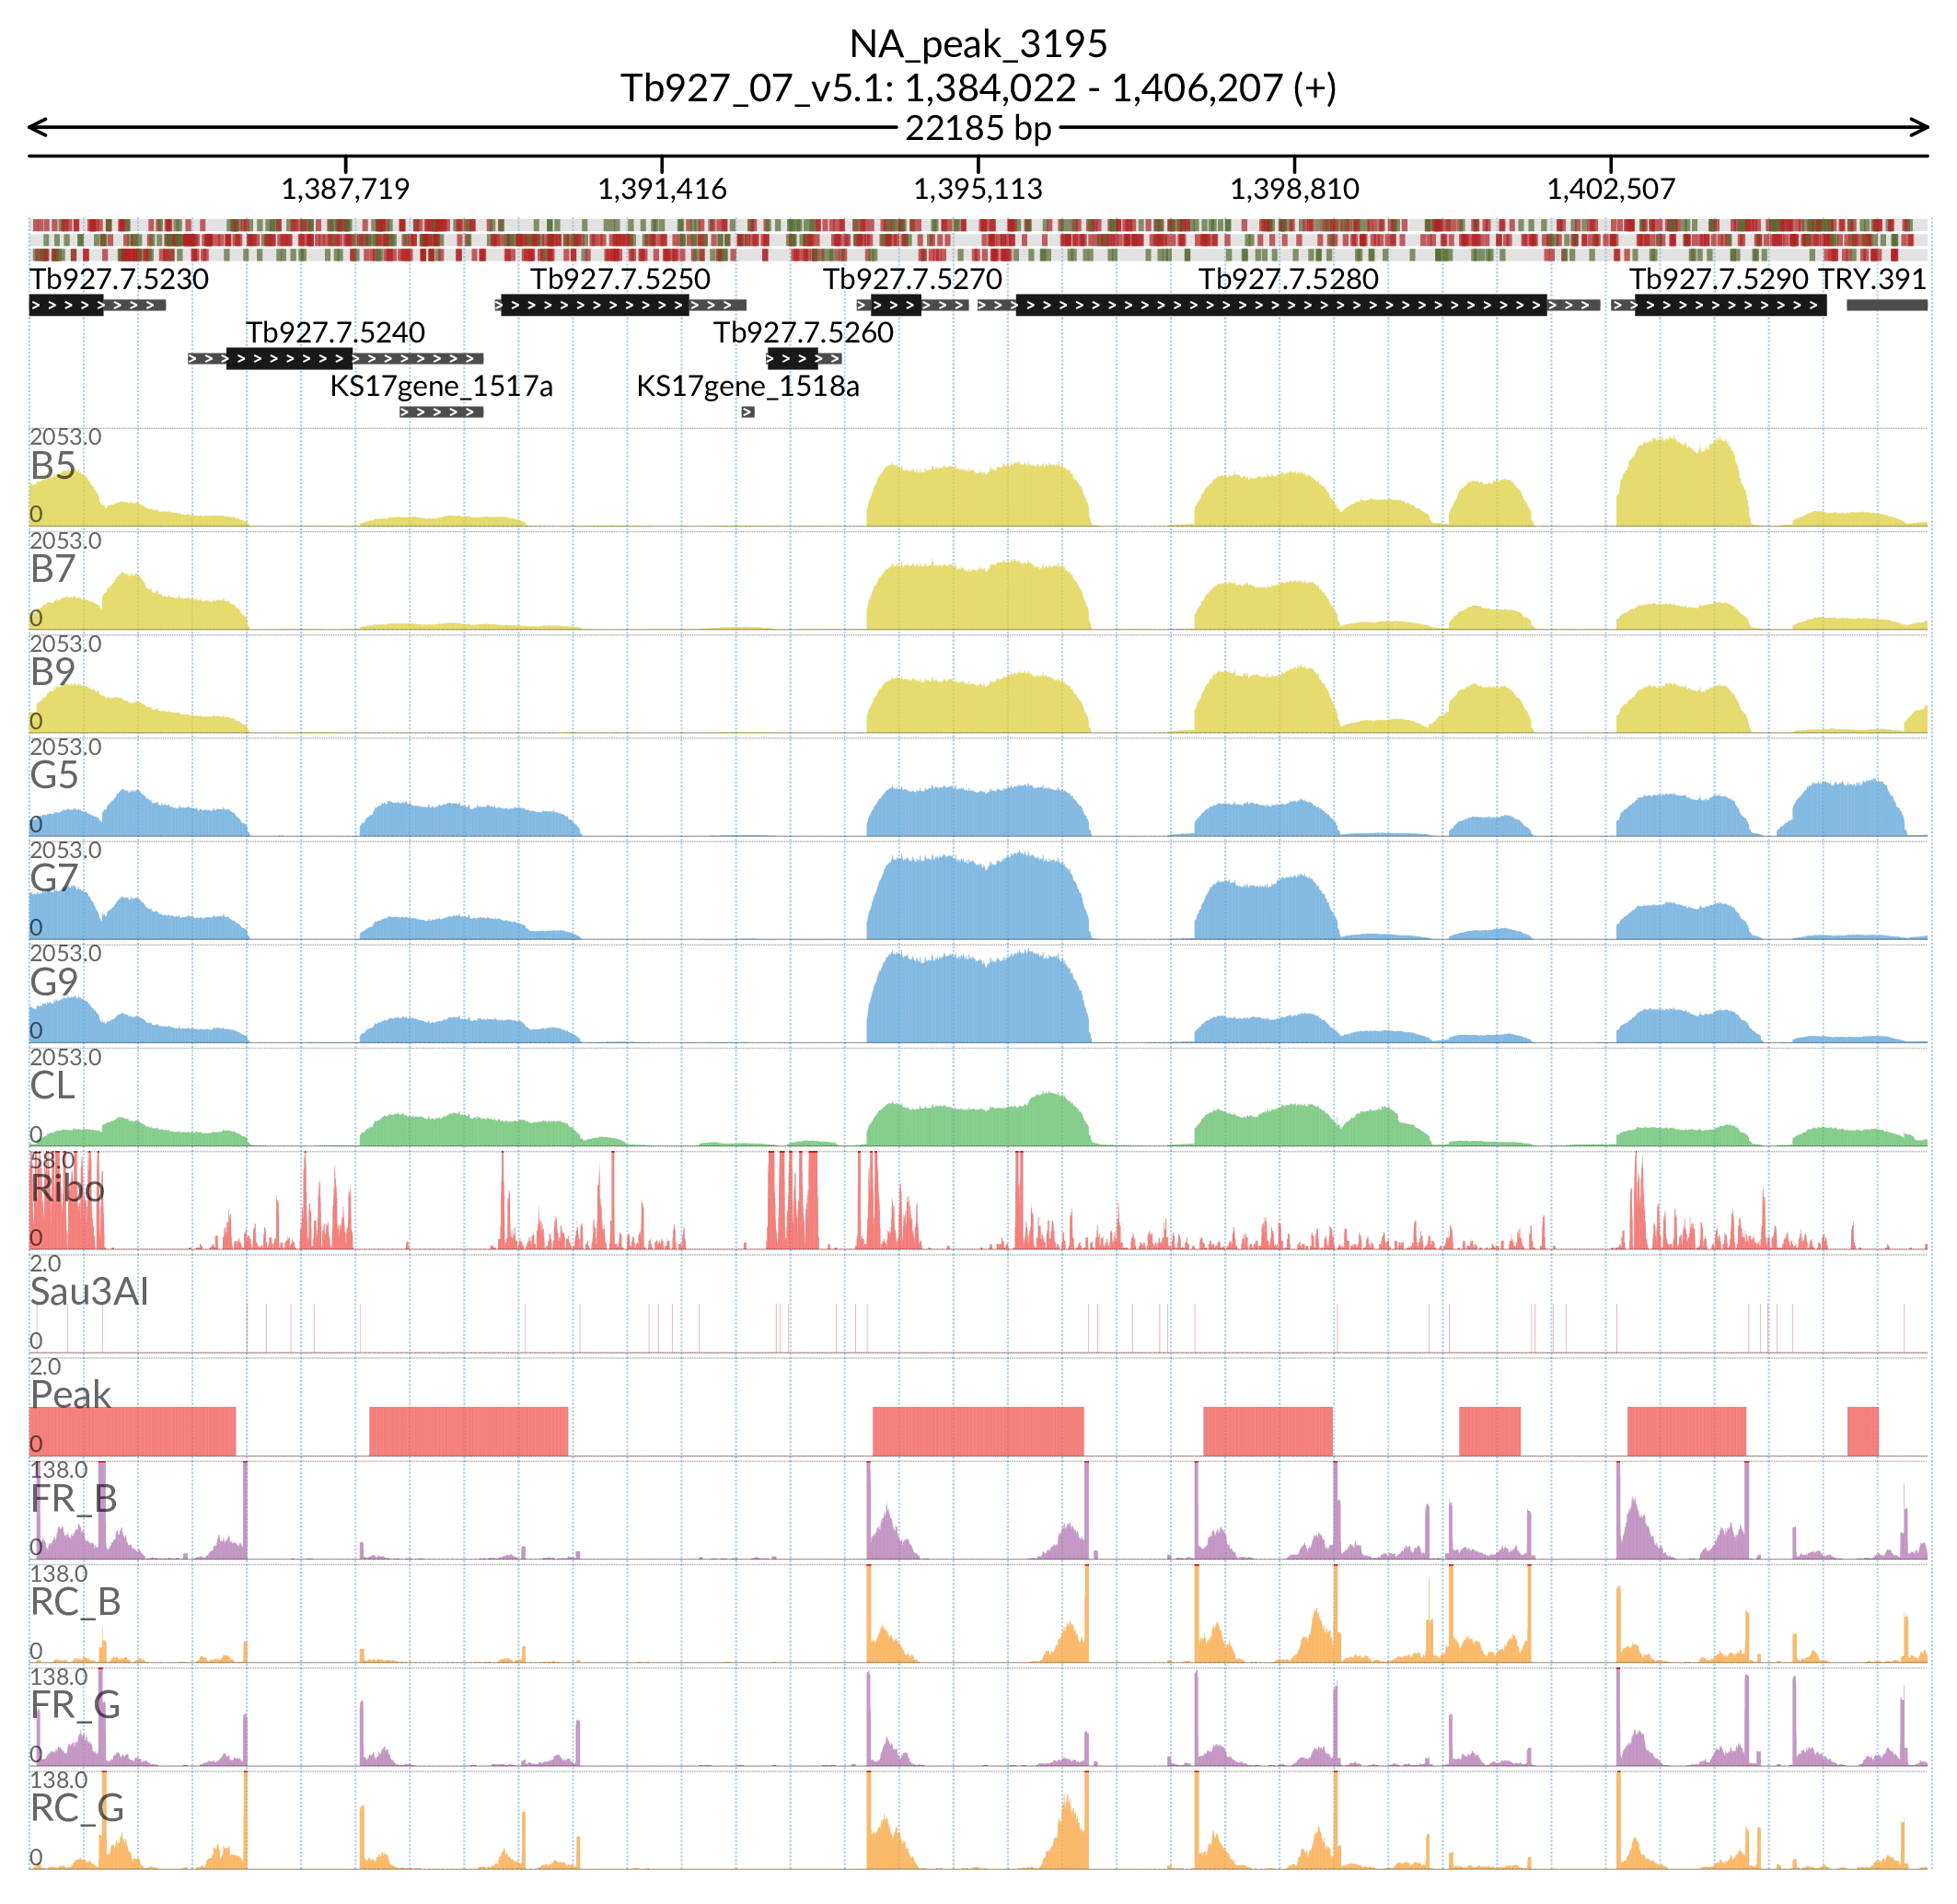 NA_peak_3195
Tb927_07_v5.1: 1,384,022 - 1,406,207 (+)
22185 bp
1,387,719 1,391,416 1,395,113 1,398,810 1,402,507
Tb927.7.5230 Tb927.7.5250 Tb927.7.5270 Tb927.7.5280 Tb927.7.5290 TRY.391
Tb927.7.5240 Tb927.7.5260
KS17gene_1517a KS17gene_1518a
2053.0
B5
0
2053.0
B7
0
2053.0
B9
0
2053.0
G5
0
2053.0
G7
0
2053.0
G9
0
2053.0
CL
0
58.0
Ribo
0
2.0
Sau3AI
0
2.0
Peak
0
138.0
FR_B
0
138.0
RC_B
0
138.0
FR_G
0
138.0
RC_G
0